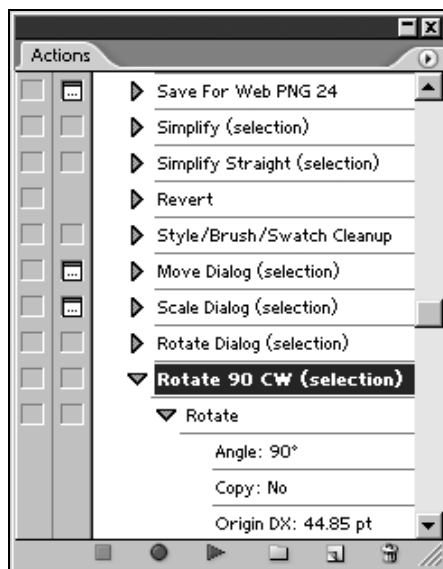 Actions
Save For Web PNG 24
Simplify (selection)
Simplify Straight (selection)
Revert
Style/Brush/Swatch Cleanup
Move Dialog (selection)
Scale Dialog (selection)
Rotate Dialog (selection)
Rotate 90 CW (selection)
Rotate
Angle: 90°
Copy: No
Origin DX: 44.85 pt